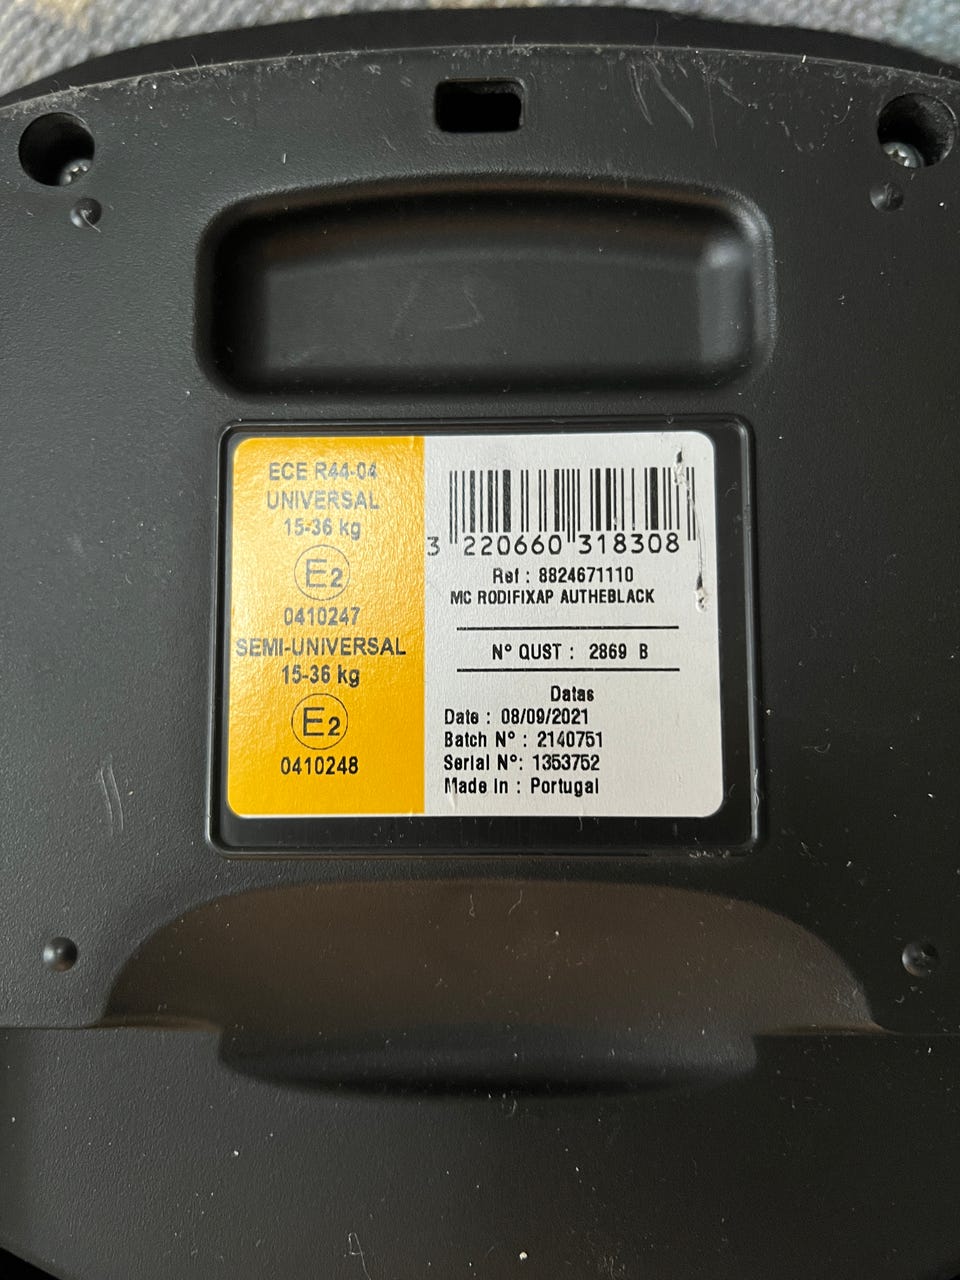 ECE R44-04
UNIVERSAL
15-36 kg
E2
0410247
SEMI-UNIVERSAL
15-36 kg
E2
0410248
3 220660 318308
Ref : 8824671110
MC RODIFIXAP AUTHEBLACK
N° QUST : 2869 B
Datas
Date : 08/09/2021
Batch N° : 2140751
Serial N°: 1353752
Made in : Portugal